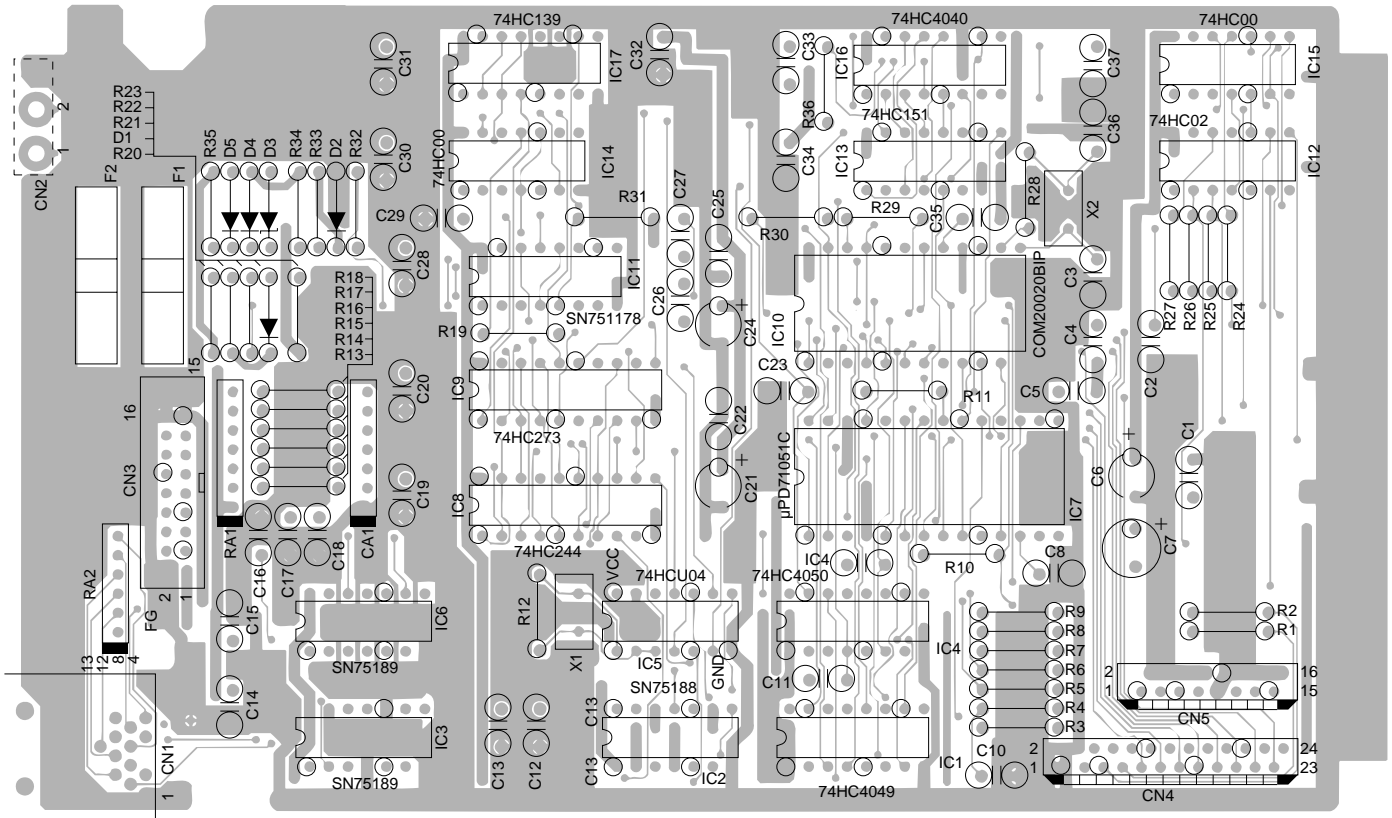 74HC139
74HC4040
74HC00
C31
IC17
C32
C33
IC16
C37
IC15
CN2
2
1
R23
R22
R21
D1
R20
R36
74HC151
C36
74HC02
R35
D5
D4
D3
R34
R33
D2
R32
C30
74HC00
IC14
C34
IC13
R28
X2
IC12
F2
F1
C29
R31
C27
C25
R30
R29
C35
C28
IC11
IC10
COM20020BIP
C3
R18
R17
R16
R15
R14
R13
SN751178
C26
+
C24
R27
R26
R25
R24
R19
C4
C2
15
16
C20
IC9
C23
R11
C5
CN3
74HC273
C22
µPD71051C
+
C6
C1
C19
IC8
+
C21
IC7
+
C7
RA1
CA1
C16
C17
C18
74HC244
VCC
74HCU04
74HC4050
IC4
R10
C8
RA2
FG
2
1
C15
IC6
R12
X1
R9
R8
R7
R6
R5
R4
R3
R2
R1
13
12
8
4
SN75189
IC5
GND
SN75188
C11
IC4
2
1
16
15
CN5
C14
IC3
C13
C12
C13
C13
IC2
IC1
C10
2
1
24
23
CN1
1
SN75189
74HC4049
CN4